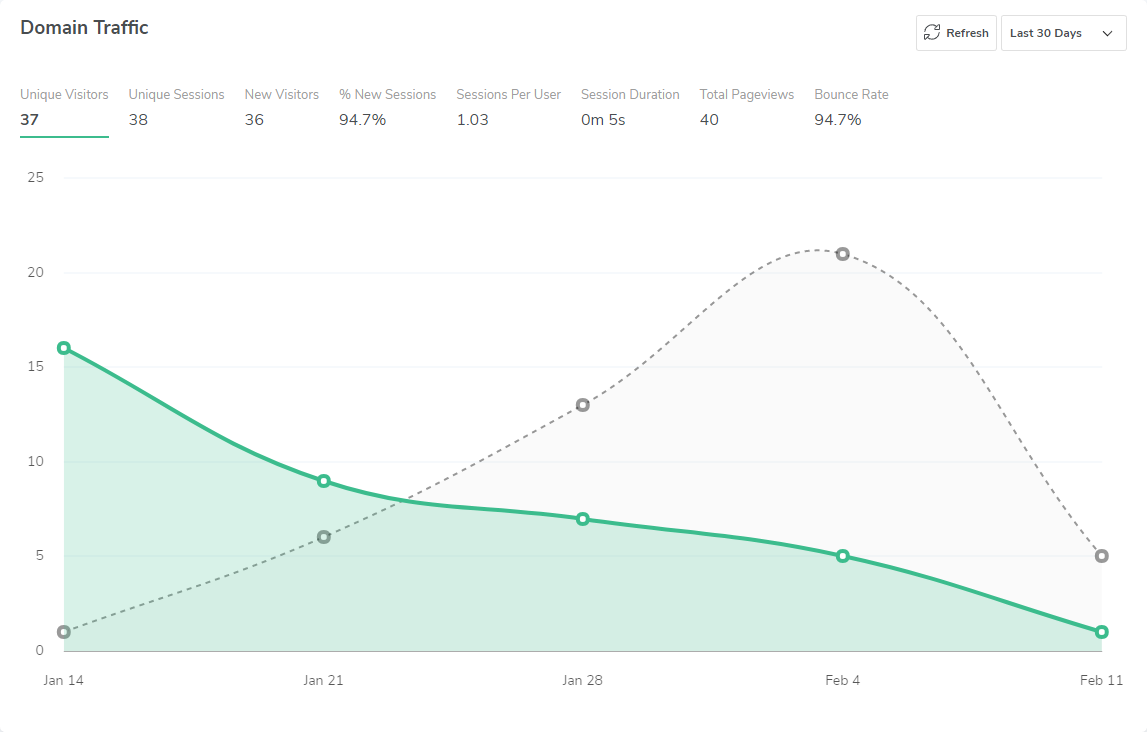 Domain Traffic
Refresh
Last 30 Days
Unique Visitors Unique Sessions New Visitors % New Sessions Sessions Per User Session Duration Total Pageviews Bounce Rate
37 38 36 94.7% 1.03 0m 5s 40 94.7%
25
20
15
10
5
0
Jan 14 Jan 21 Jan 28 Feb 4 Feb 11